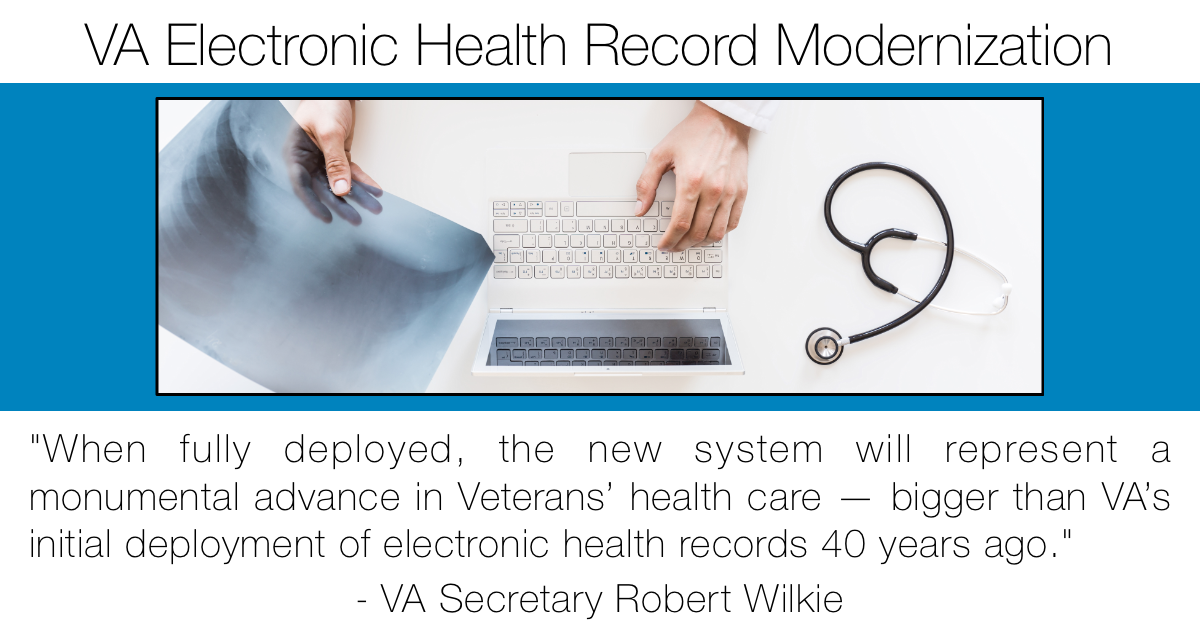 VA Electronic Health Record Modernization
"When fully deployed, the new system will represent a
monumental advance in Veterans’ health care — bigger than VA’s
initial deployment of electronic health records 40 years ago."
- VA Secretary Robert Wilkie